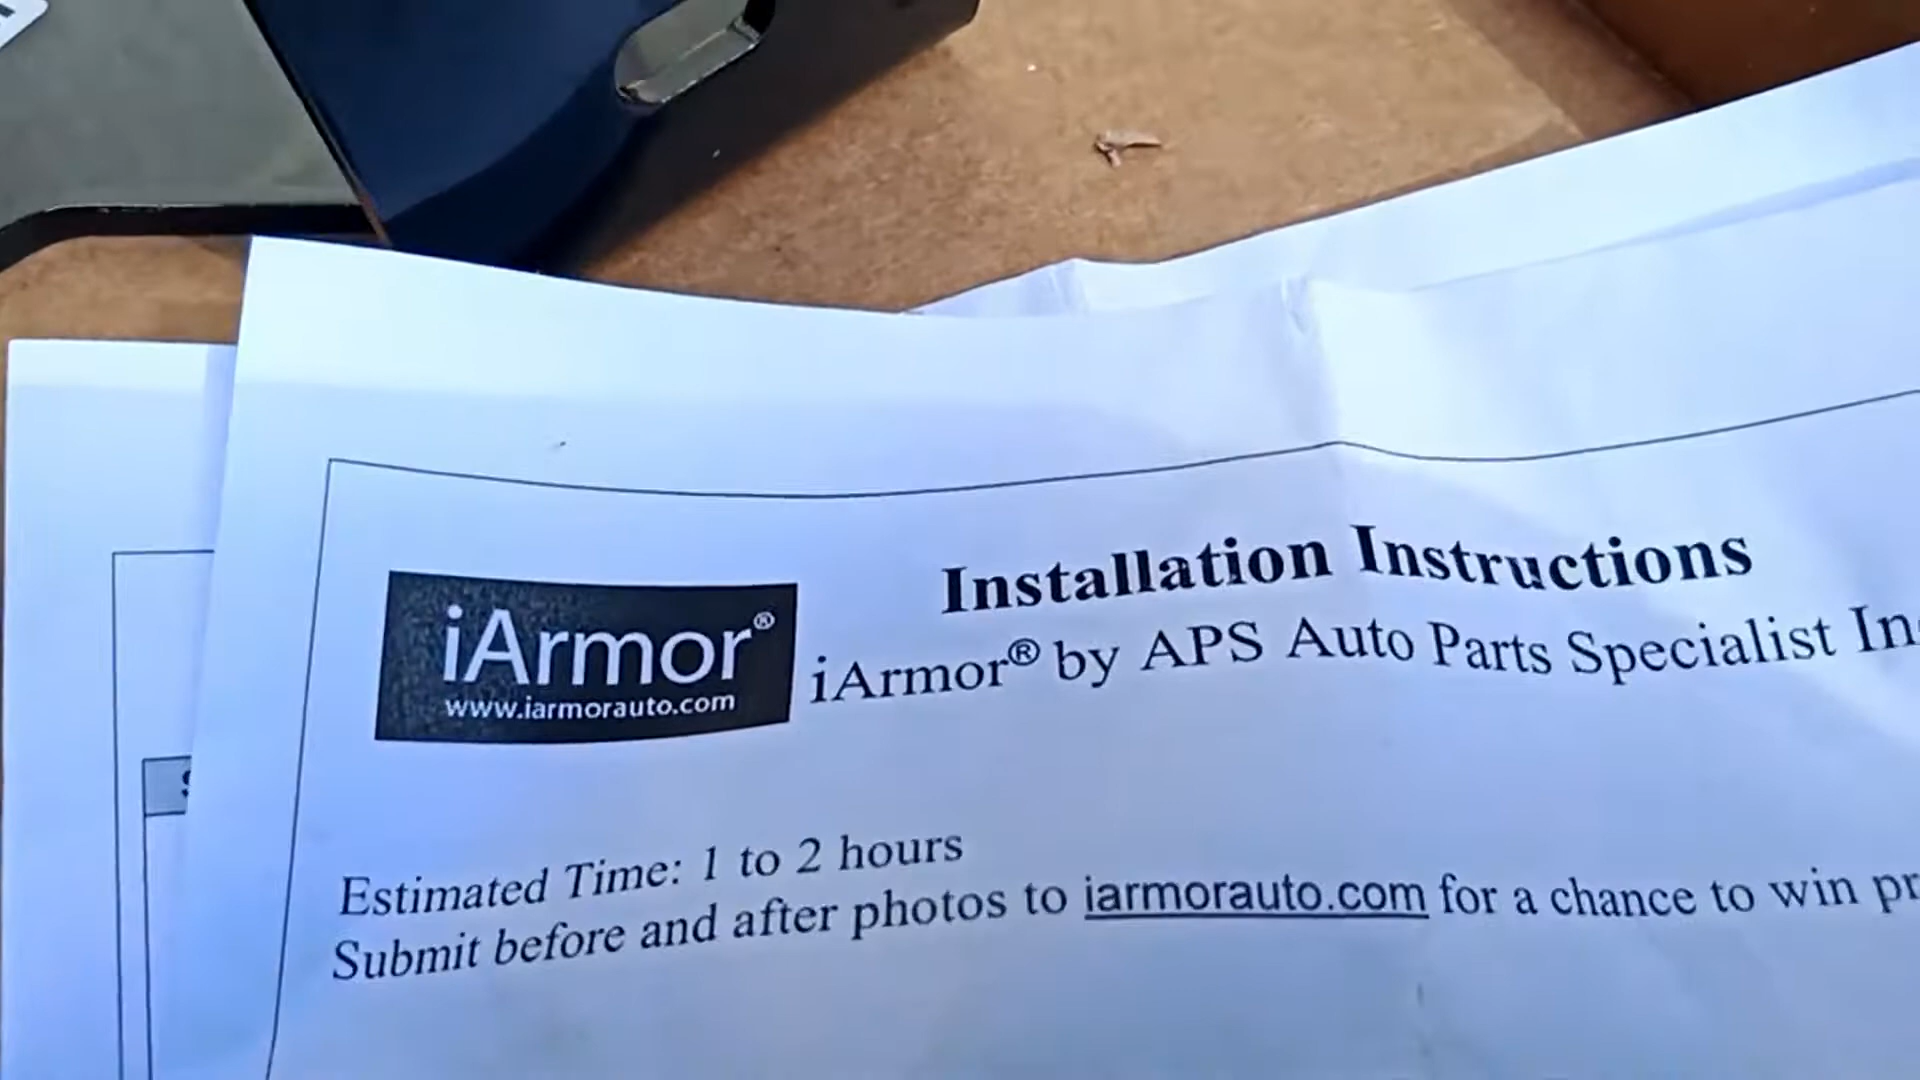 Installation Instructions
iArmor®
www.iarmorauto.com
iArmor® by APS Auto Parts Specialist
Estimated Time: 1 to 2 hours
Submit before and after photos to iarmorauto.com for a chance to win